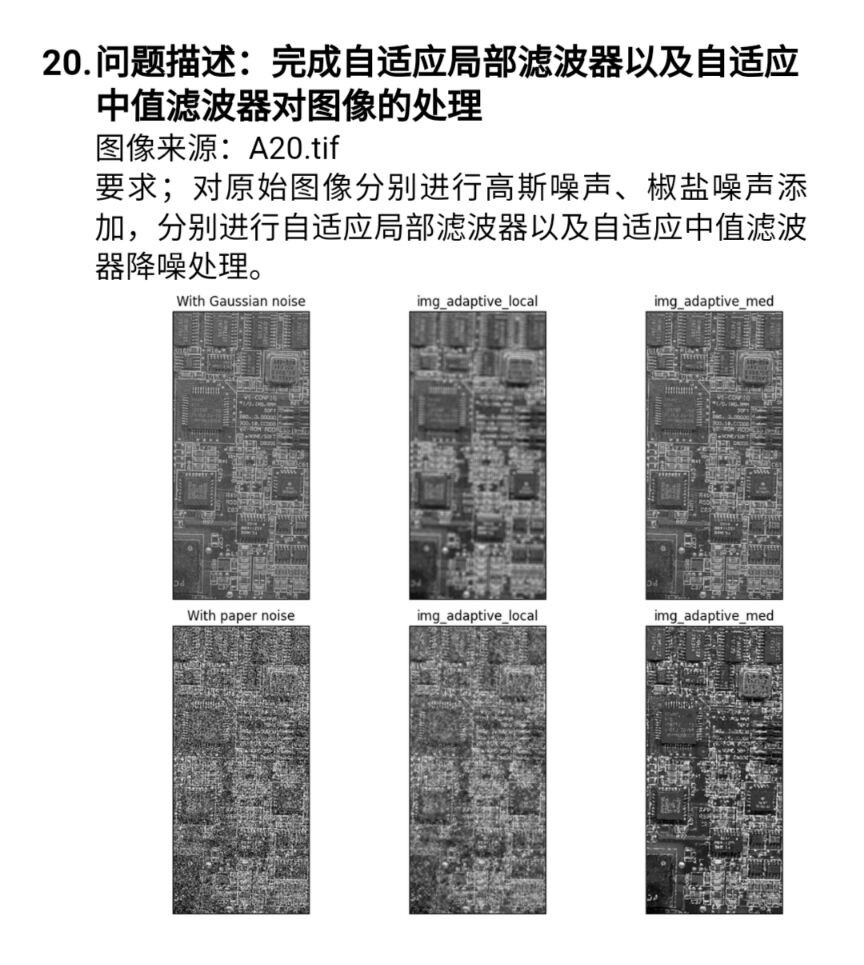 20.问题描述：完成自适应局部滤波器以及自适应
中值滤波器对图像的处理
图像来源：A20.tif
要求；对原始图像分别进行高斯噪声、椒盐噪声添
加，分别进行自适应局部滤波器以及自适应中值滤波
器降噪处理。
With Gaussian noise
img_adaptive_local
img_adaptive_med
With paper noise
img_adaptive_local
img_adaptive_med